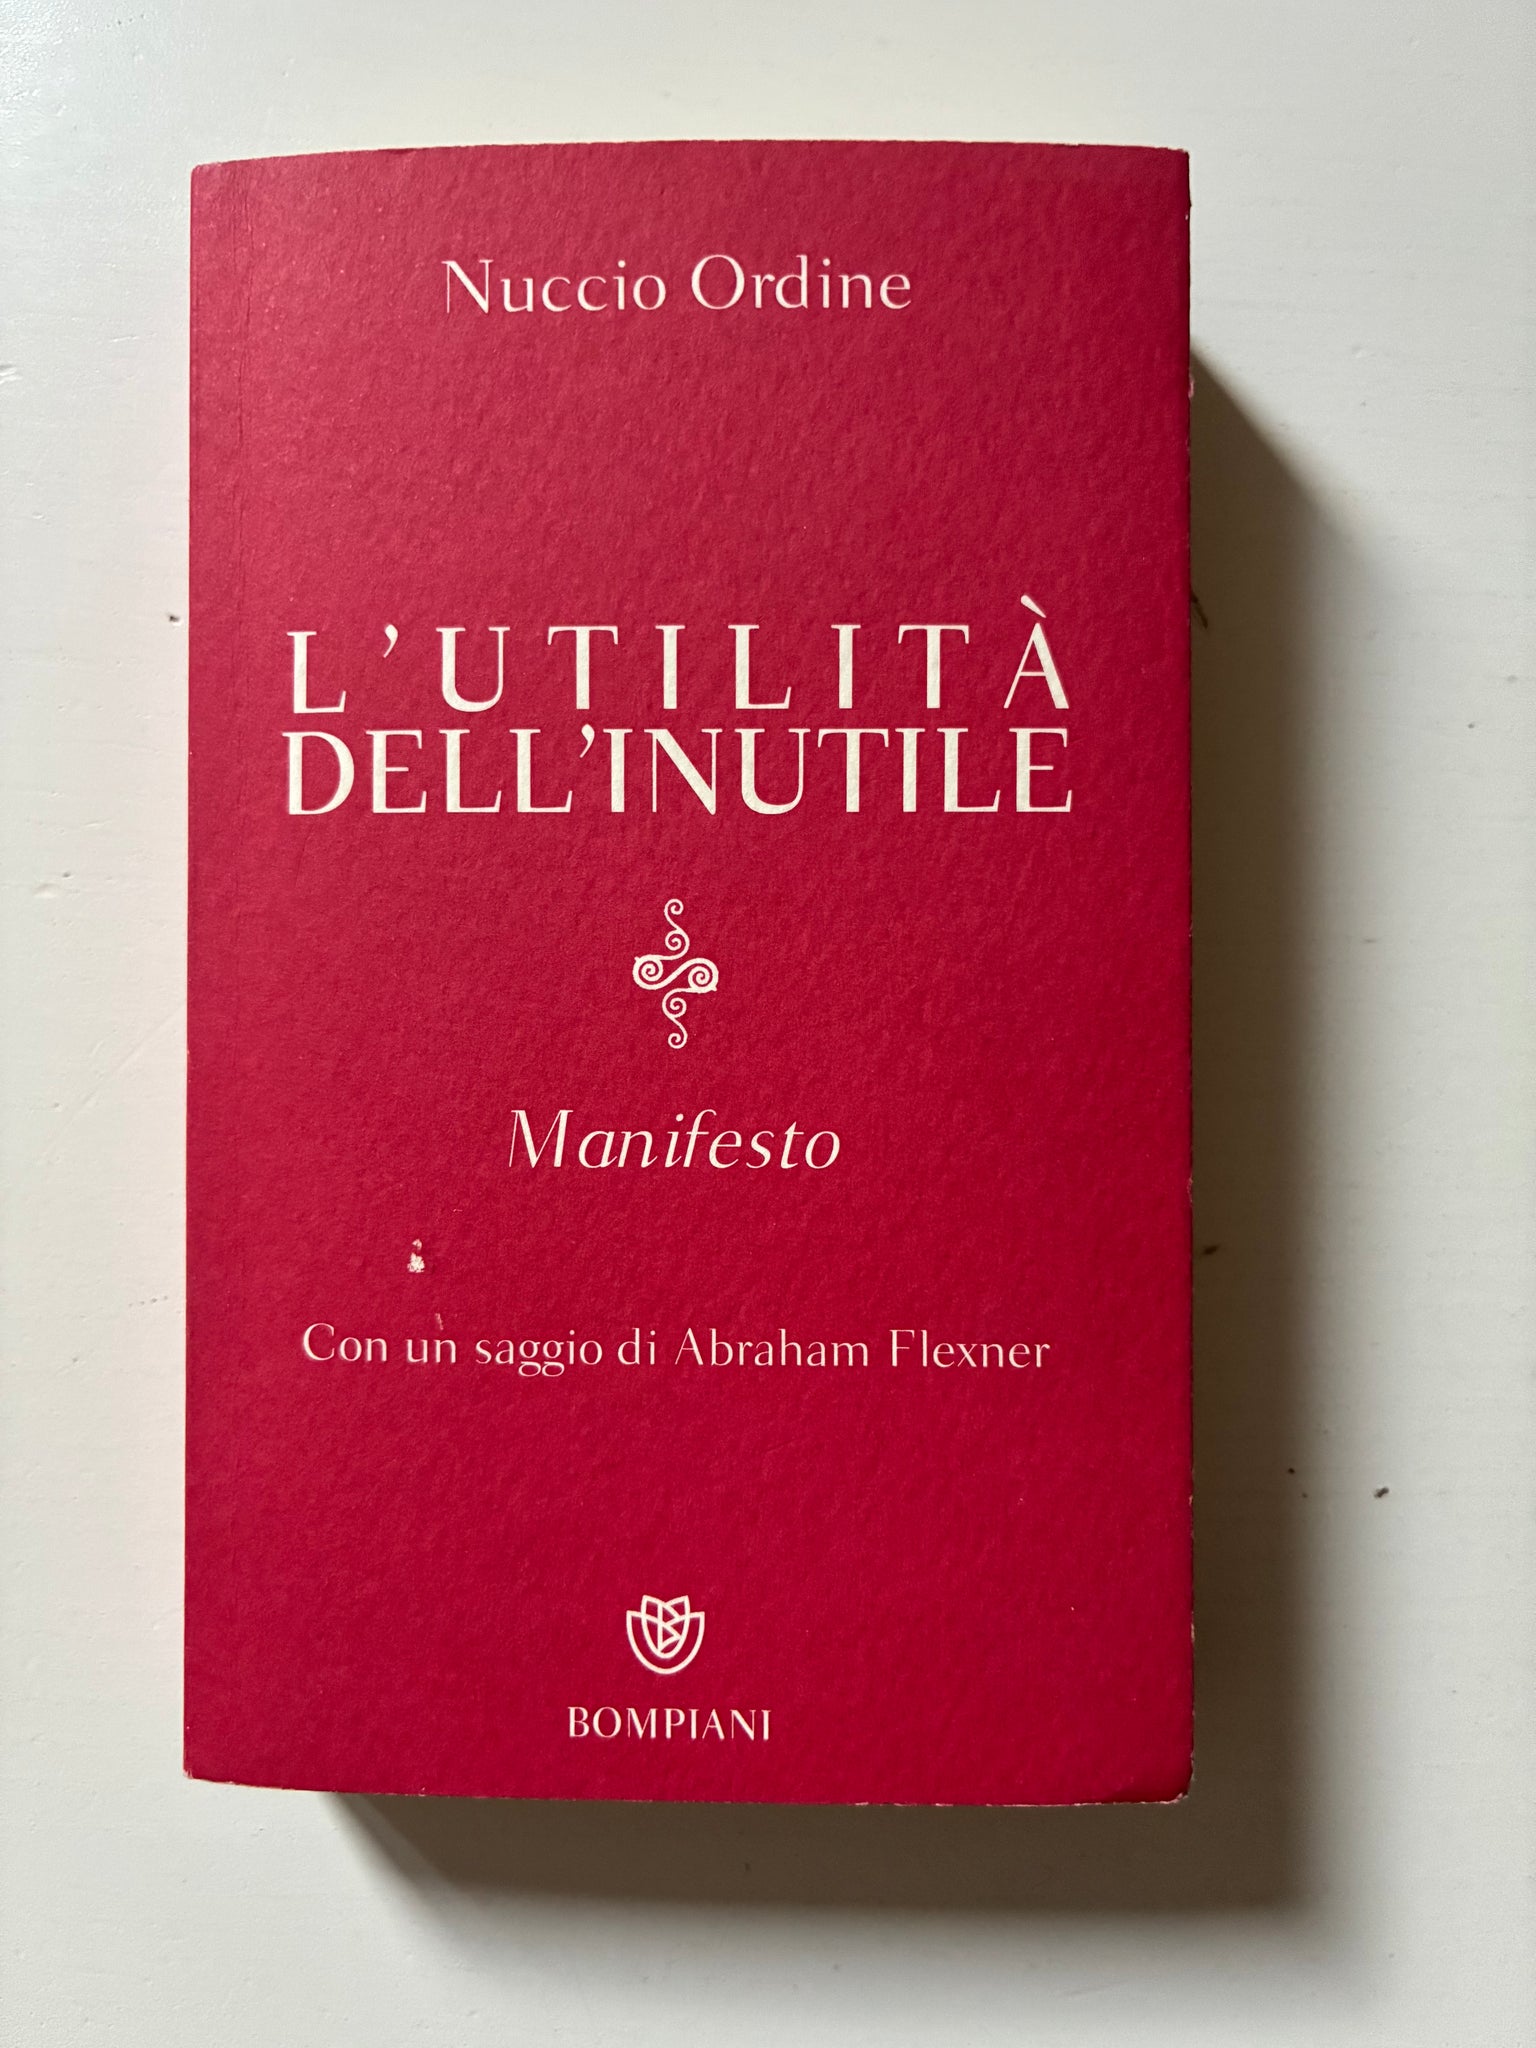 Nuccio Ordine
L'UTILITÀ
DELL'INUTILE
Manifesto
Con un saggio di Abraham Flexner
BOMPIANI